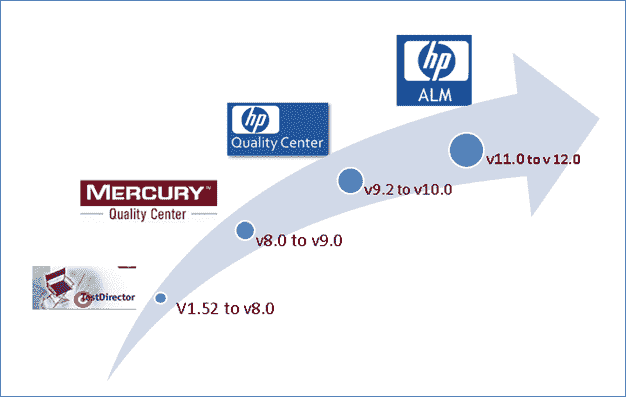 hp
ALM
hp
Quality Center
v11.0 to v 12.0
MERCURY™
Quality Center
v9.2 to v10.0
v8.0 to v9.0
TestDirector
V1.52 to v8.0